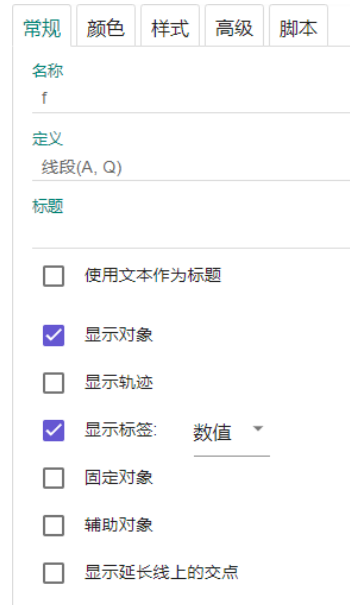 常规 颜色 样式 高级 脚本
名称
f
定义
线段(A, Q)
标题
使用文本作为标题
显示对象
显示轨迹
显示标签: 数值
固定对象
辅助对象
显示延长线上的交点